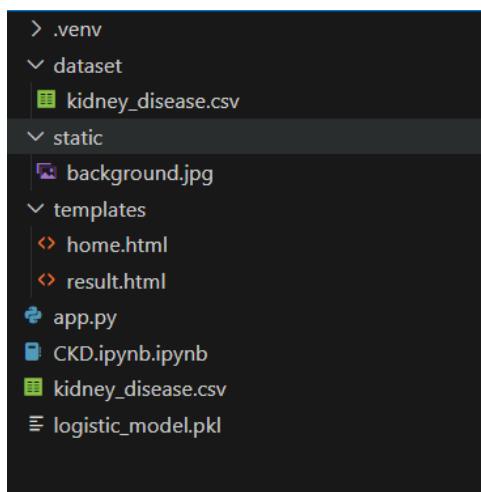 .venv
dataset
kidney_disease.csv
static
background.jpg
templates
home.html
result.html
app.py
CKD.ipynb.ipynb
kidney_disease.csv
logistic_model.pkl